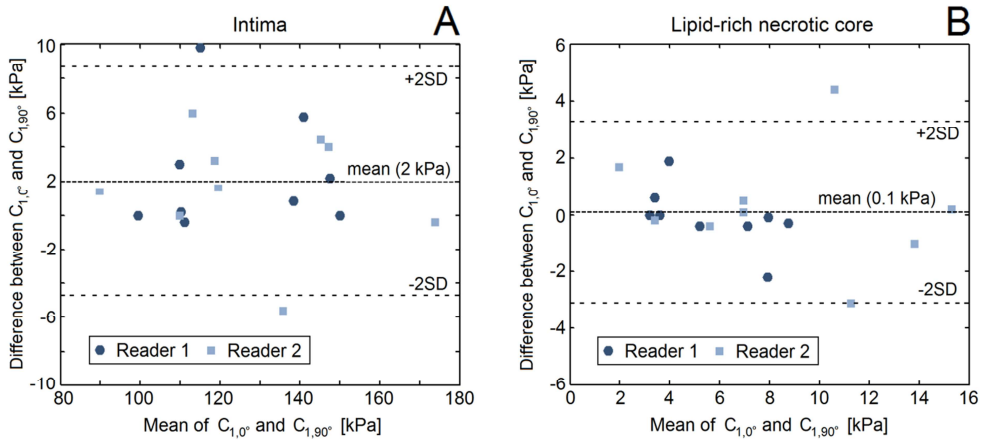 Intima
A
Difference between C1,0° and C1,90° [kPa]
10
6
2
-2
-6
-10
+2SD
mean (2 kPa)
-2SD
Reader 1
Reader 2
80
100
120
140
160
180
Mean of C1,0° and C1,90° [kPa]
Lipid-rich necrotic core
B
Difference between C1,0° and C1,90° [kPa]
6
4
2
0
-2
-4
-6
+2SD
mean (0.1 kPa)
-2SD
Reader 1
Reader 2
0
2
4
6
8
10
12
14
16
Mean of C1,0° and C1,90° [kPa]